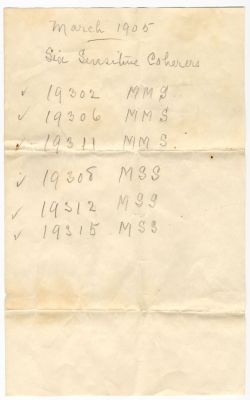 March 1905
Six Sensitive Coherers
✓ 19302 MMS
✓ 19306 MMS
✓ 19311 MMS
✓ 19308 MSS
✓ 19312 MSS
✓ 19315 MSS